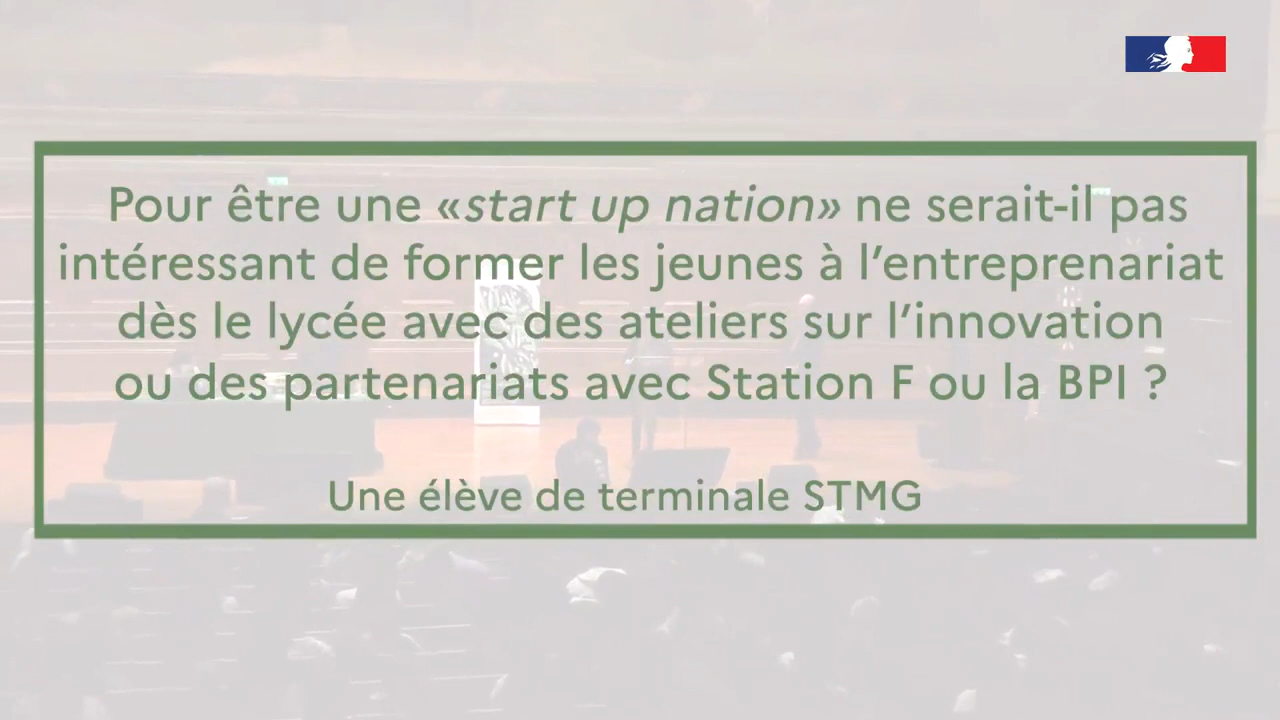 Pour être une «start up nation» ne serait-il pas
intéressant de former les jeunes à l’entreprenariat
dès le lycée avec des ateliers sur l’innovation
ou des partenariats avec Station F ou la BPI ?
Une élève de terminale STMG